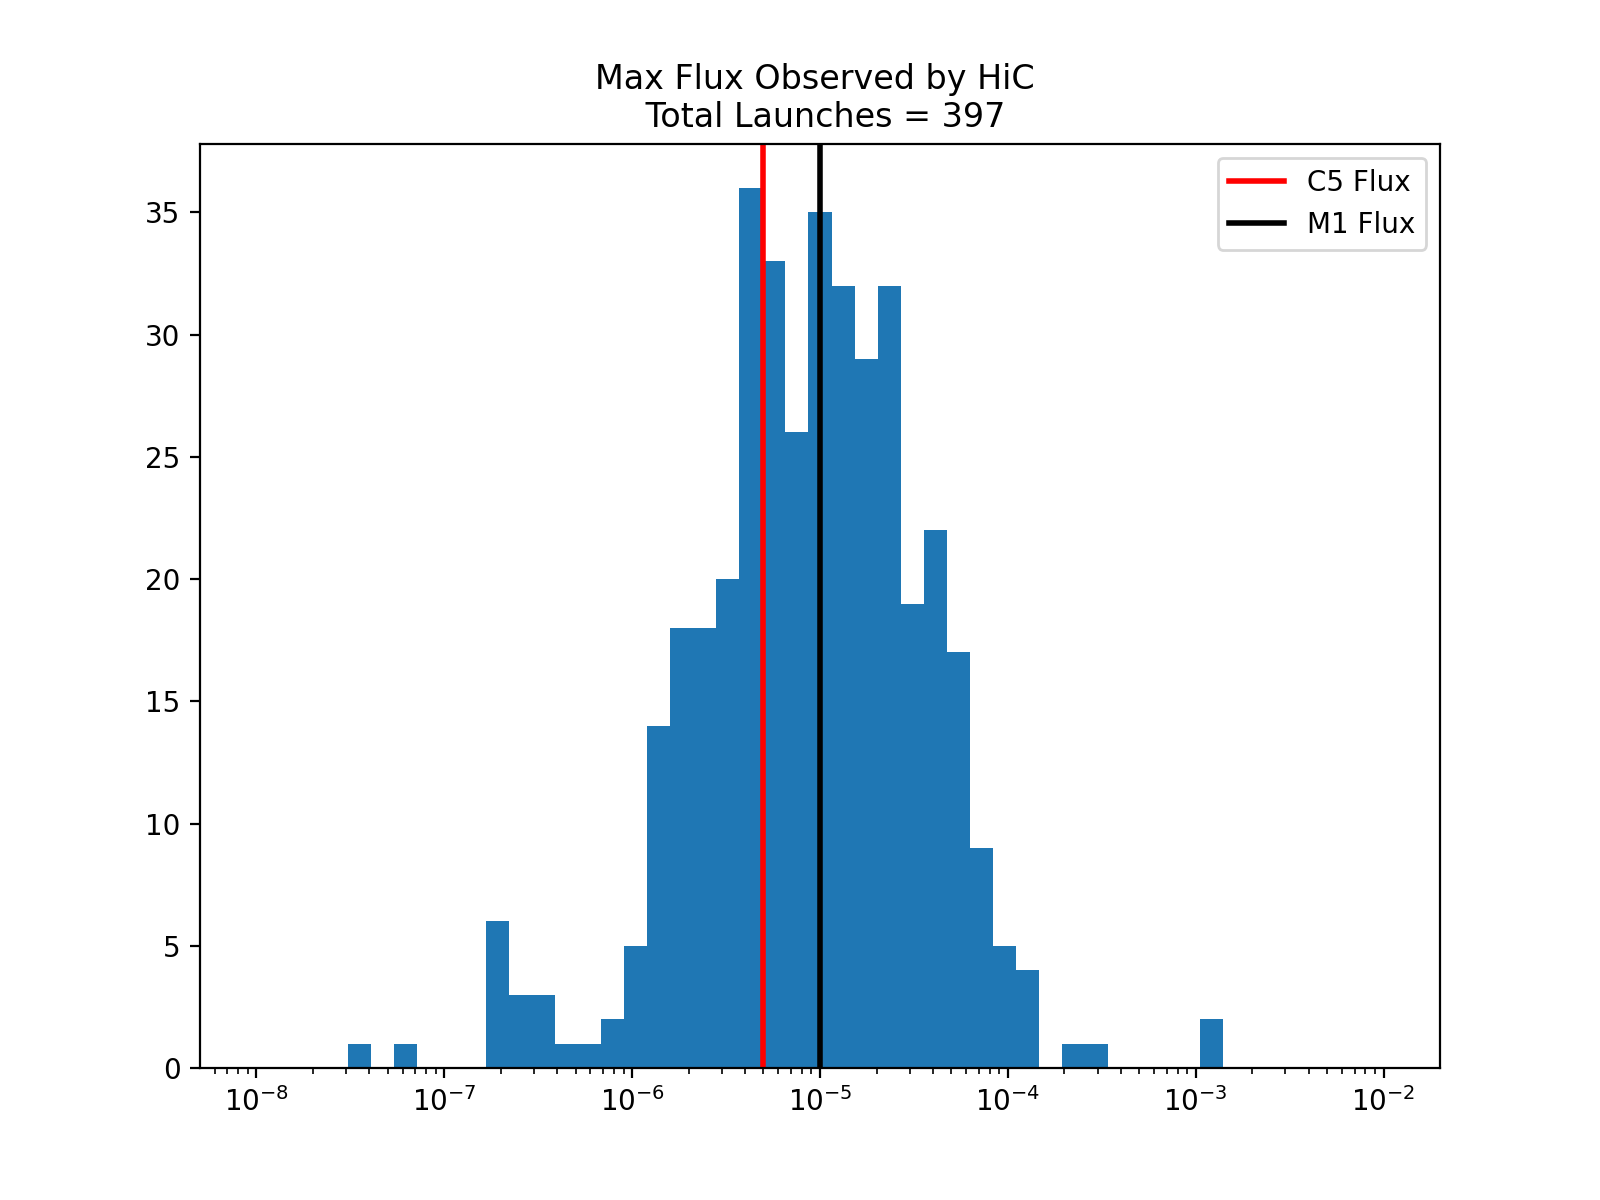 Max Flux Observed by HiC
Total Launches = 397
C5 Flux
M1 Flux
35
30
25
20
15
10
5
0
10⁻⁸ 10⁻⁷ 10⁻⁶ 10⁻⁵ 10⁻⁴ 10⁻³ 10⁻²